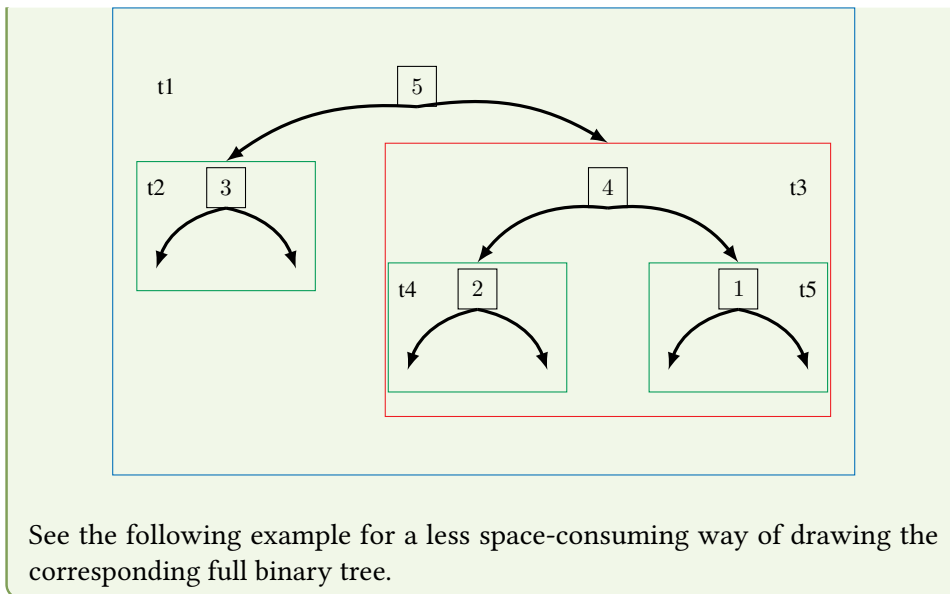 t1
5
t2
3
4
t3
t4
2
1
t5
See the following example for a less space-consuming way of drawing the
corresponding full binary tree.